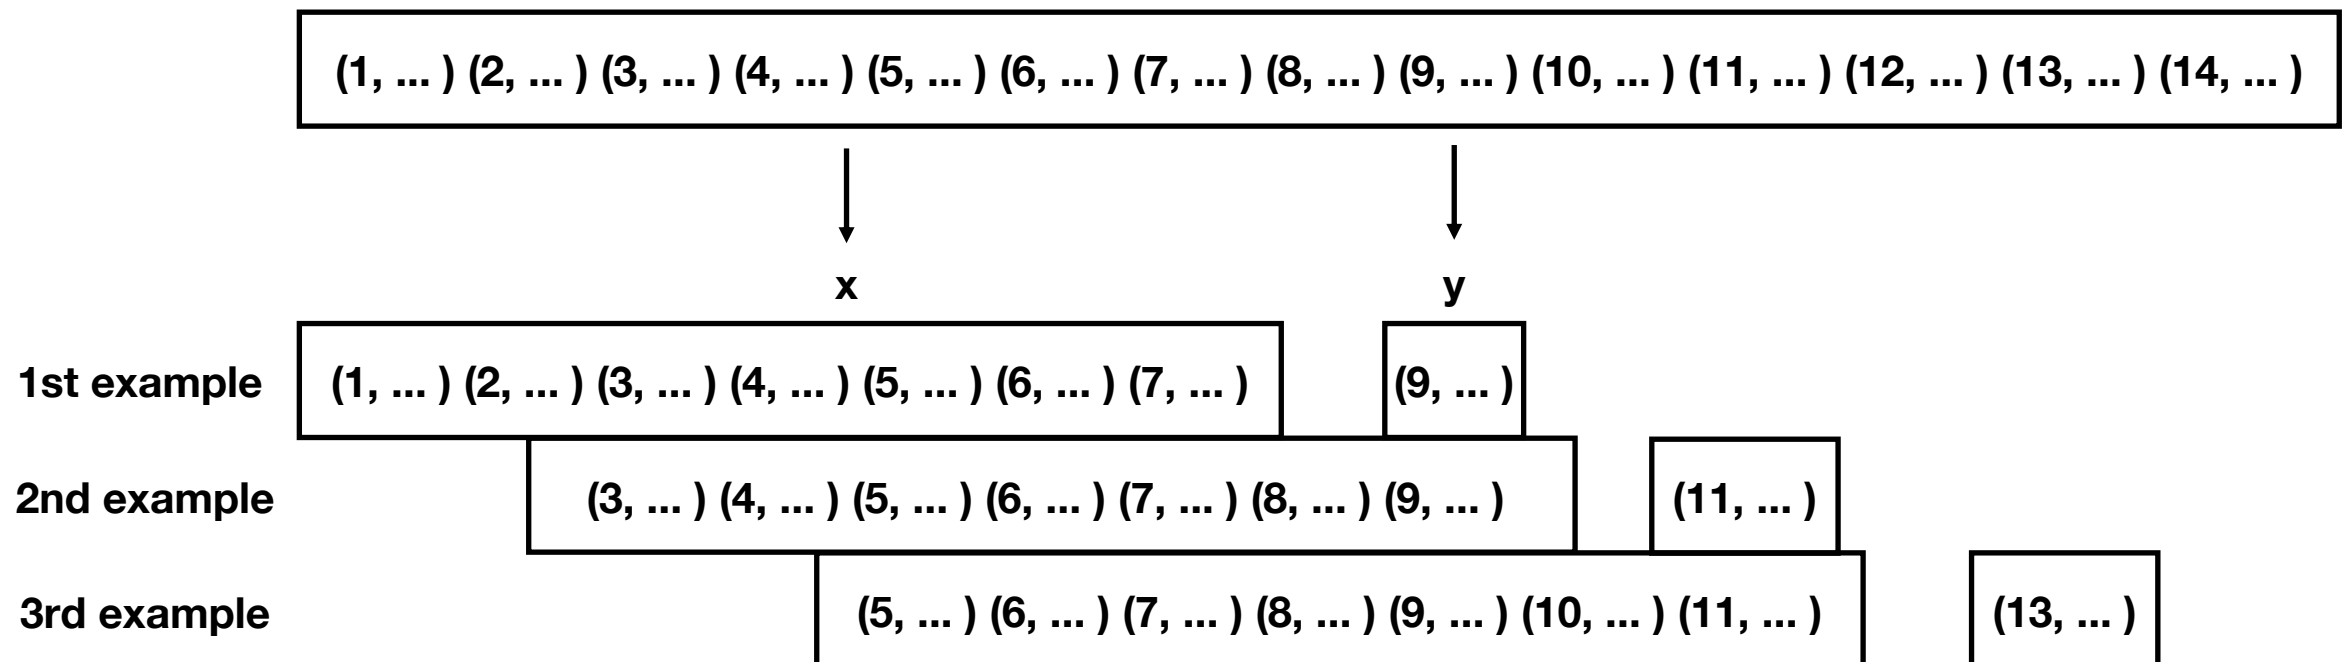 (1, ... ) (2, ... ) (3, ... ) (4, ... ) (5, ... ) (6, ... ) (7, ... ) (8, ... ) (9, ... ) (10, ... ) (11, ... ) (12, ... ) (13, ... ) (14, ... )
x y
1st example (1, ... ) (2, ... ) (3, ... ) (4, ... ) (5, ... ) (6, ... ) (7, ... ) (9, ... )
2nd example (3, ... ) (4, ... ) (5, ... ) (6, ... ) (7, ... ) (8, ... ) (9, ... ) (11, ... )
3rd example (5, ... ) (6, ... ) (7, ... ) (8, ... ) (9, ... ) (10, ... ) (11, ... ) (13, ... )